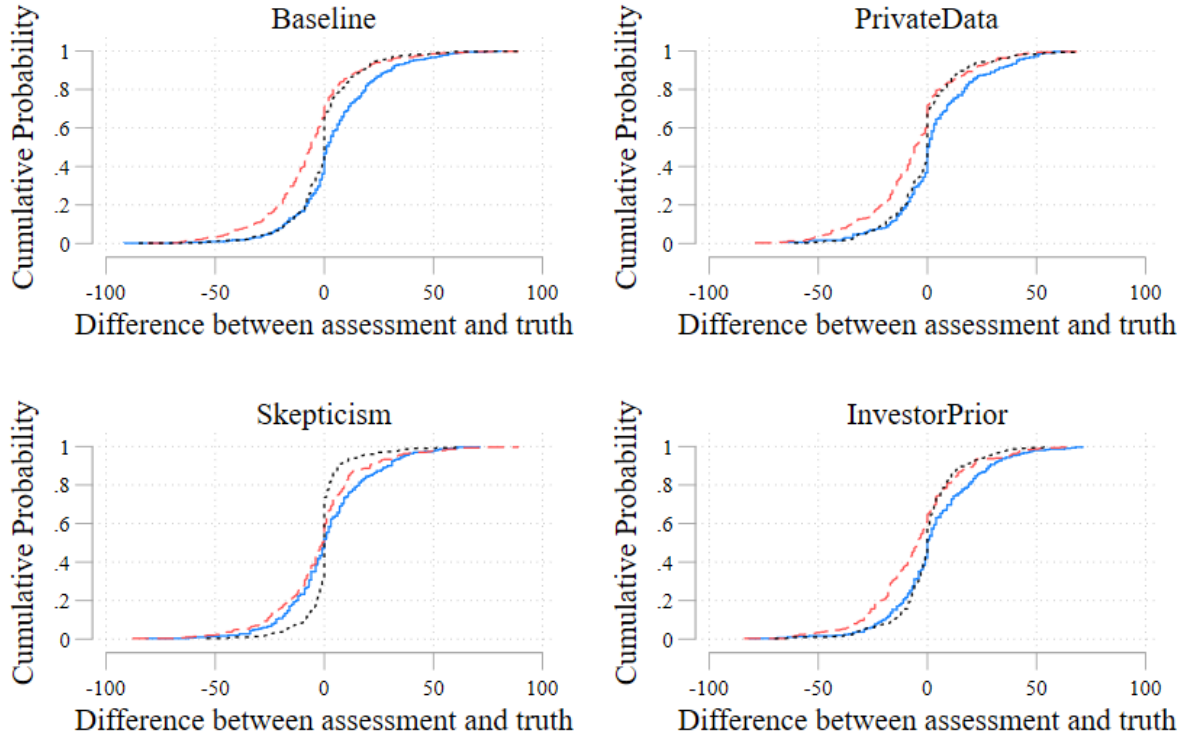 Baseline
Cumulative Probability
1
.8
.6
.4
.2
0
-100 -50 0 50 100
Difference between assessment and truth
PrivateData
Cumulative Probability
1
.8
.6
.4
.2
0
-100 -50 0 50 100
Difference between assessment and truth
Skepticism
Cumulative Probability
1
.8
.6
.4
.2
0
-100 -50 0 50 100
Difference between assessment and truth
InvestorPrior
Cumulative Probability
1
.8
.6
.4
.2
0
-100 -50 0 50 100
Difference between assessment and truth